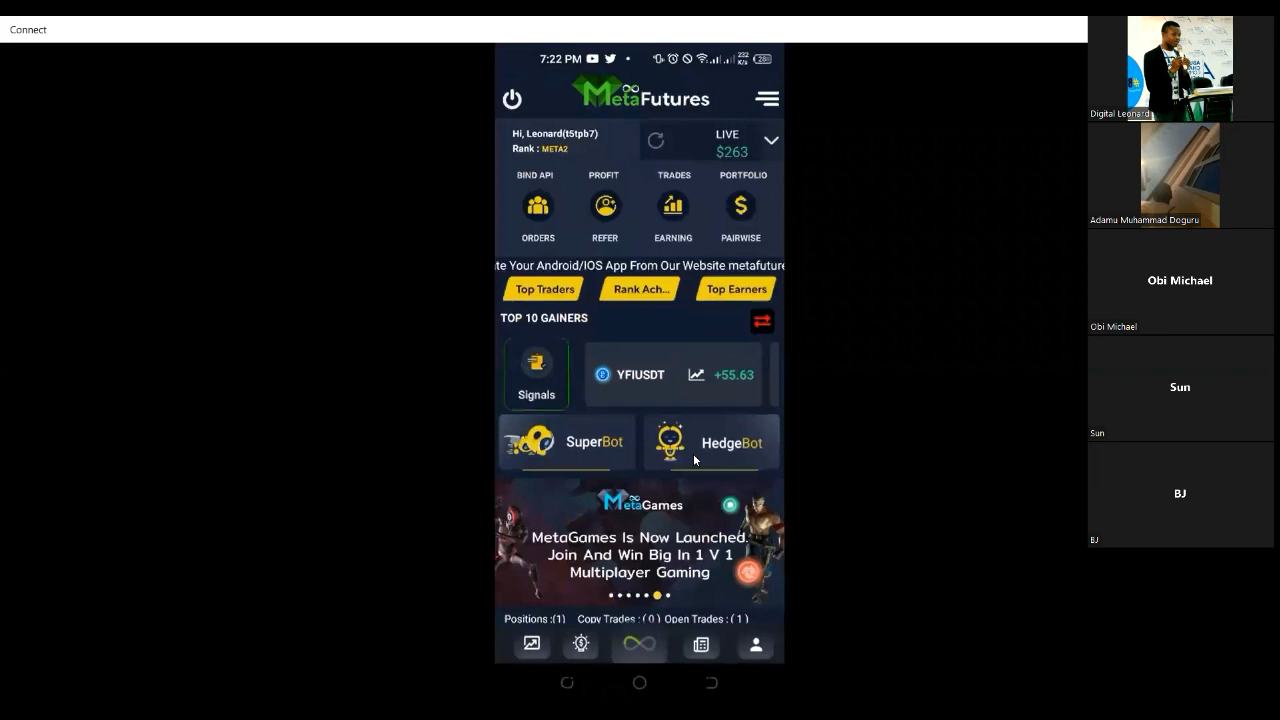 Connect
7:22 PM
232
K/s
28
MetaFutures
Hi, Leonard(t5tpb7)
Rank : META2
LIVE
$263
BIND API PROFIT TRADES PORTFOLIO
ORDERS REFER EARNING PAIRWISE
te Your Android/IOS App From Our Website metafuture
Top Traders Rank Ach... Top Earners
TOP 10 GAINERS
Signals
YFIUSDT +55.63
SuperBot HedgeBot
MetaGames
MetaGames Is Now Launched.
Join And Win Big In 1 V 1
Multiplayer Gaming
Positions :(1) Copy Trades : ( 0 ) Open Trades : ( 1 )
Digital Leonard
Adamu Muhammad Doguru
Obi Michael
Obi Michael
Sun
Sun
BJ
BJ